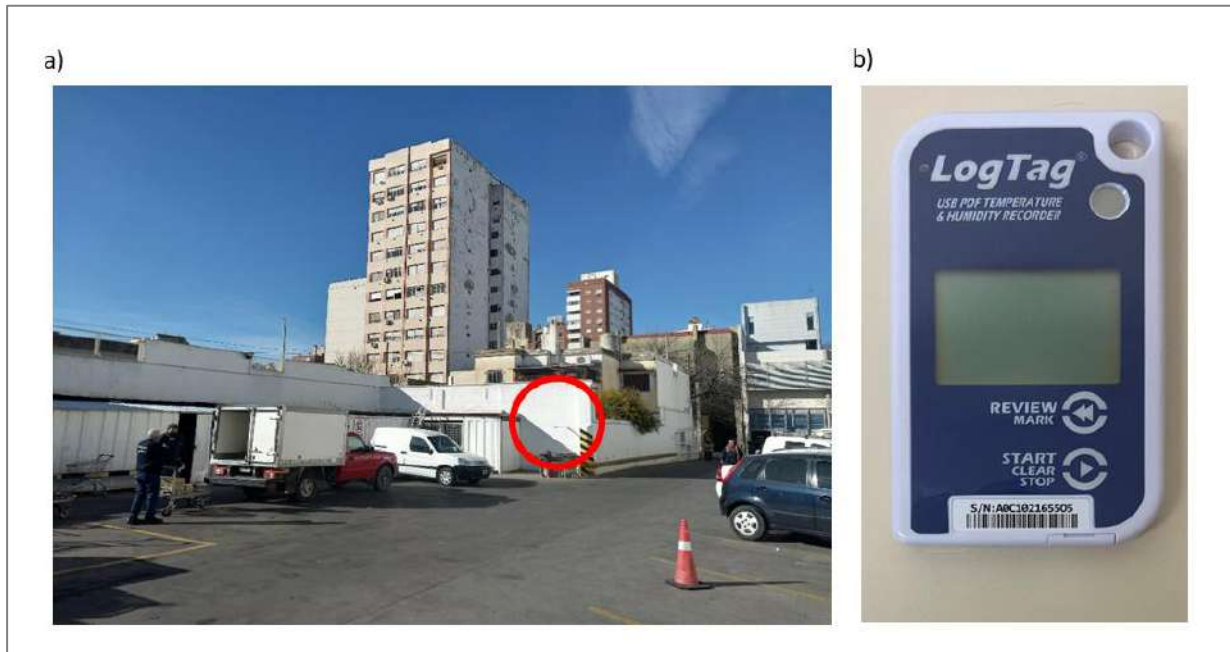 a)
b)
LogTag®
USB PDF TEMPERATURE
& HUMIDITY RECORDER
REVIEW
MARK
START
CLEAR
STOP
S/N:A0C102165505